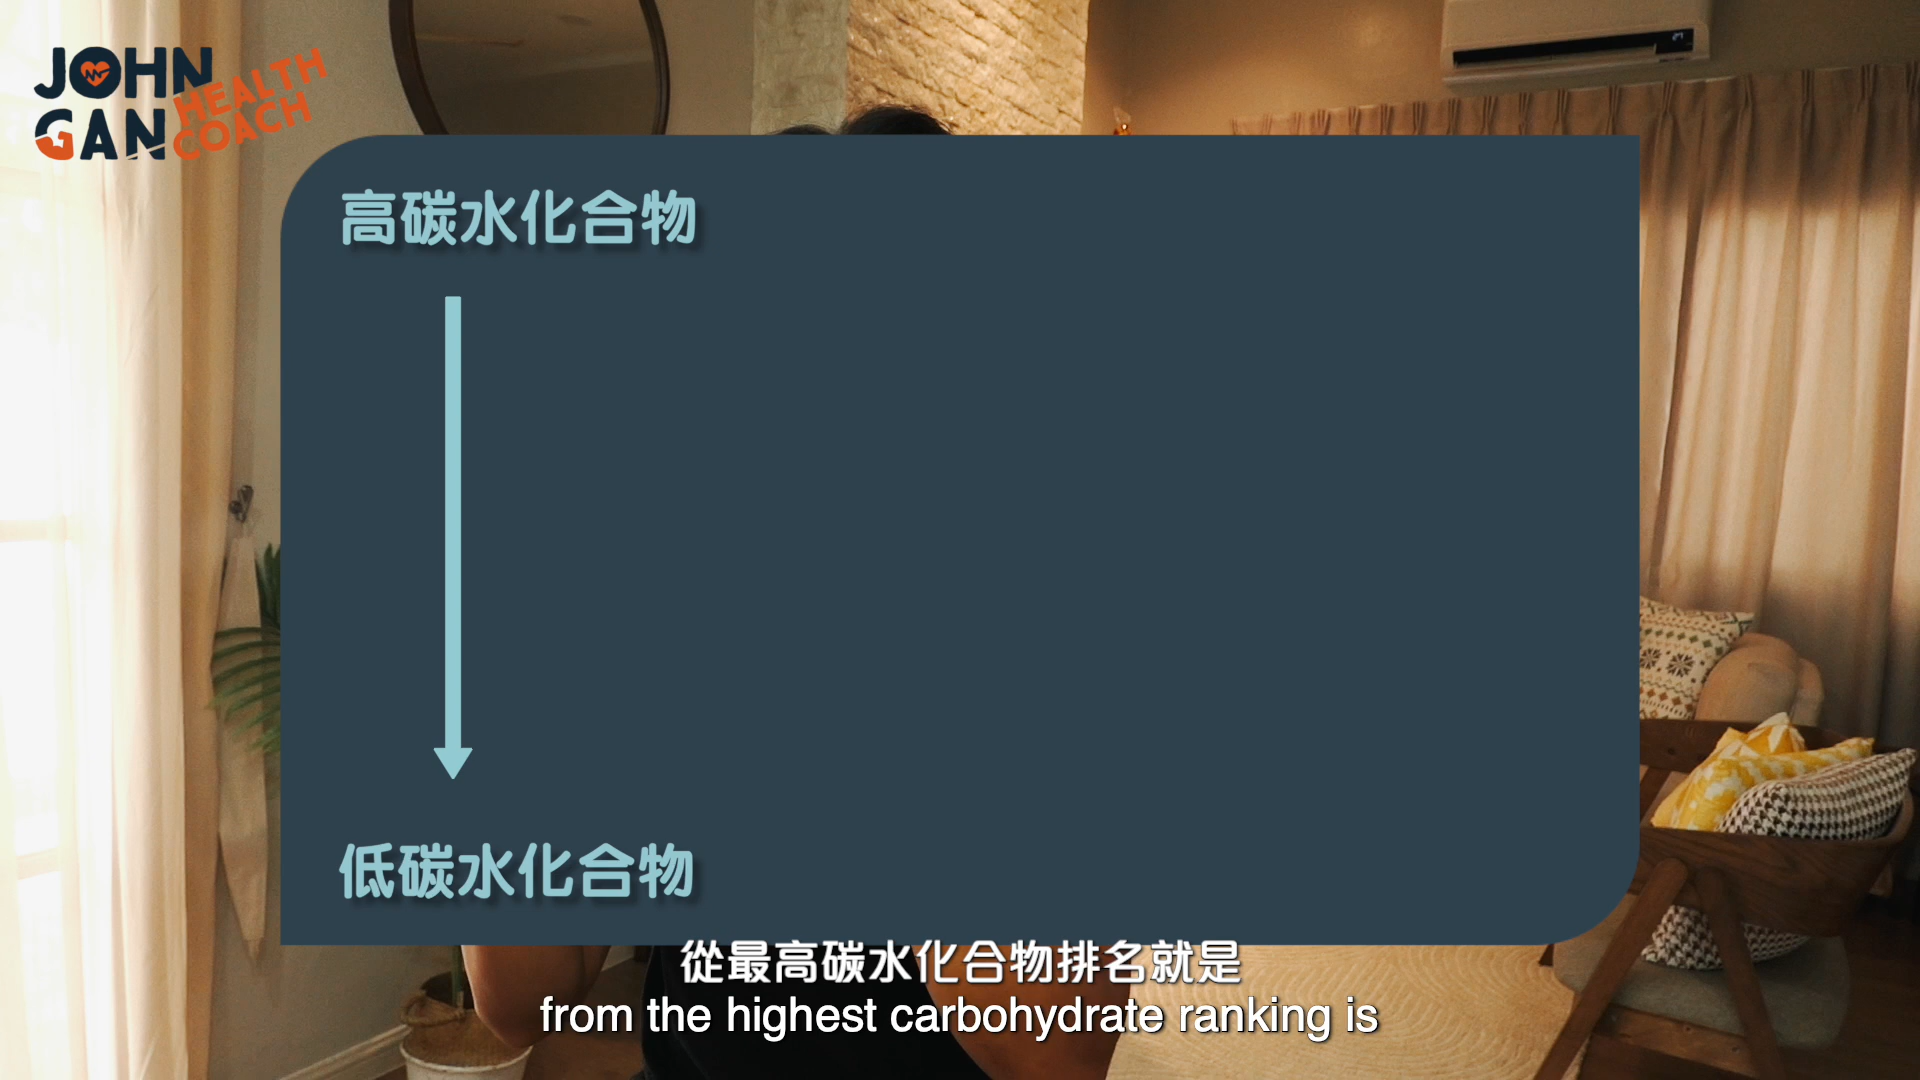 JOHN
GAN
HEALTH
COACH
高碳水化合物
低碳水化合物
從最高碳水化合物排名就是
from the highest carbohydrate ranking is